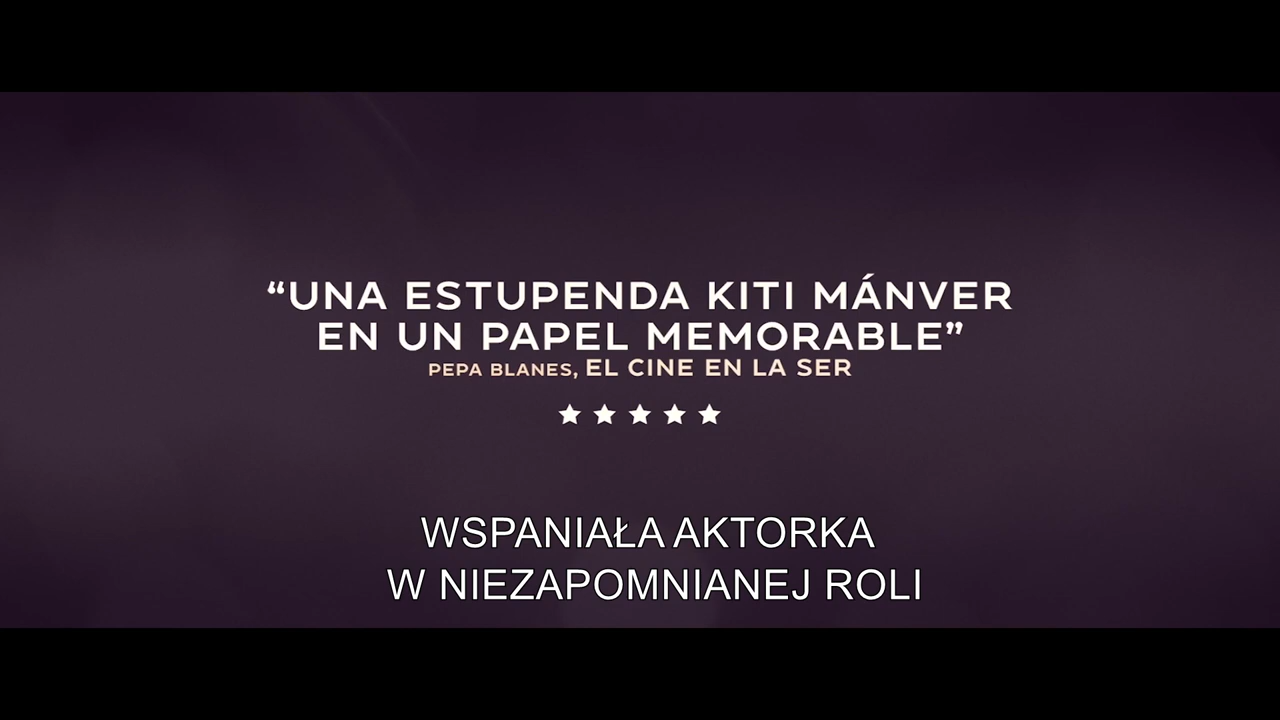 “UNA ESTUPENDA KITI MÁNVER
EN UN PAPEL MEMORABLE”
PEPA BLANES, EL CINE EN LA SER
WSPANIAŁA AKTORKA
W NIEZAPOMNIANEJ ROLI